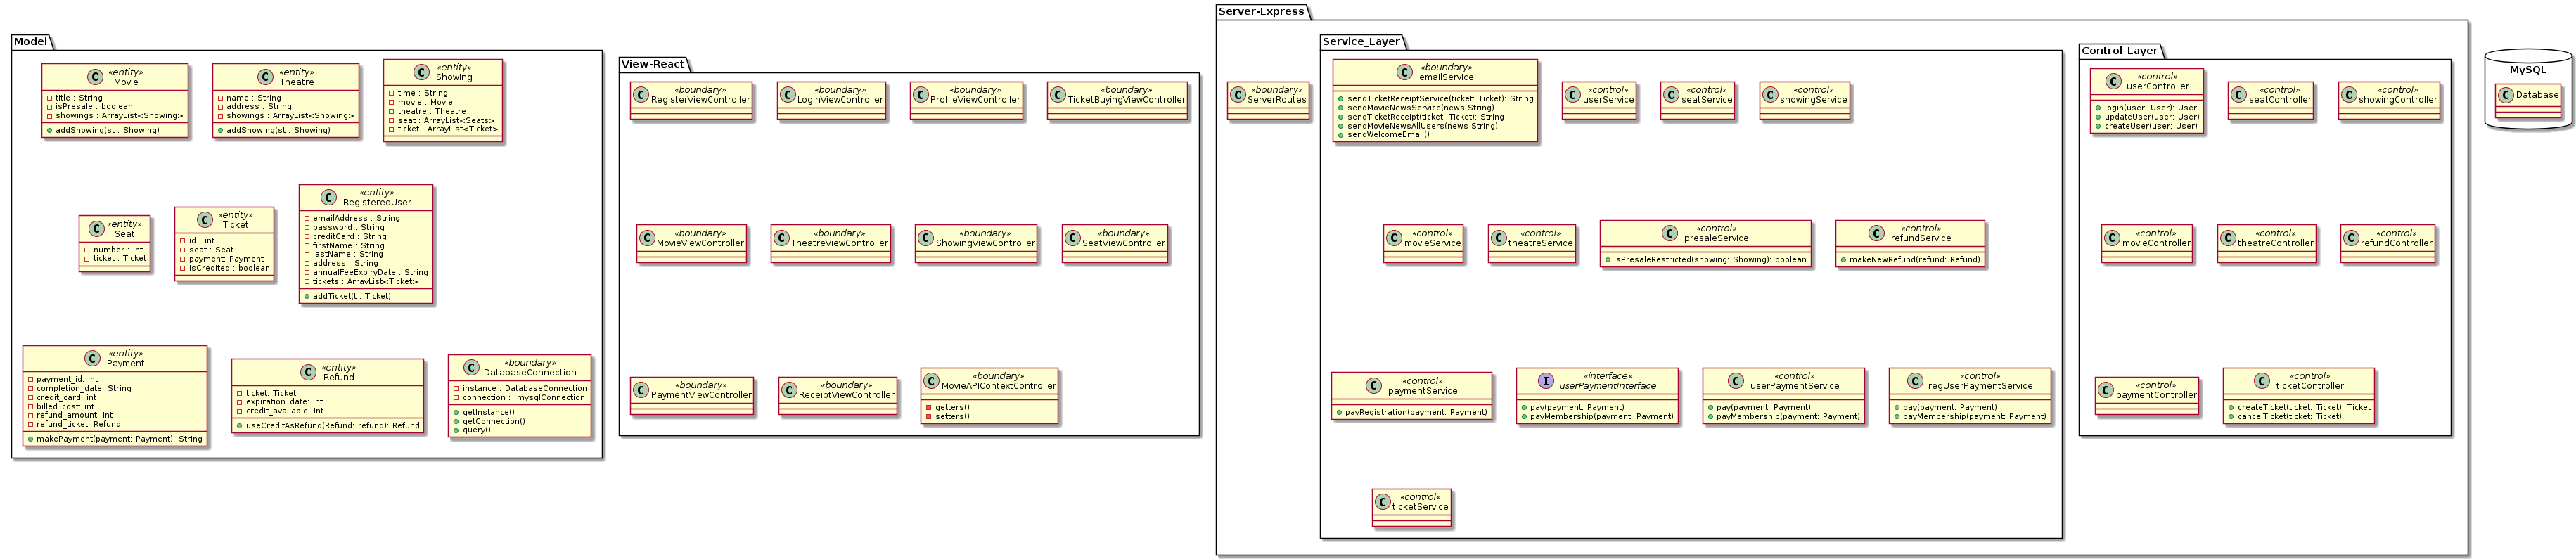 Model
«entity»
Movie
title : String
isPresale : boolean
showings : ArrayList<Showing>
addShowing(st : Showing)
«entity»
Theatre
name : String
address : String
showings : ArrayList<Showing>
addShowing(st : Showing)
«entity»
Showing
time : String
movie : Movie
theatre : Theatre
seat : ArrayList<Seats>
ticket : ArrayList<Ticket>
«entity»
Seat
number : int
ticket : Ticket
«entity»
Ticket
id : int
seat : Seat
payment: Payment
isCredited : boolean
«entity»
RegisteredUser
emailAddress : String
password : String
creditCard : String
firstName : String
lastName : String
address : String
annualFeeExpiryDate : String
tickets : ArrayList<Ticket>
addTicket(t : Ticket)
«entity»
Payment
payment_id: int
completion_date: String
credit_card: int
billed_cost: int
refund_amount: int
refund_ticket: Refund
makePayment(payment: Payment): String
«entity»
Refund
ticket: Ticket
expiration_date: int
credit_available: int
useCreditAsRefund(Refund: refund): Refund
«boundary»
DatabaseConnection
instance : DatabaseConnection
connection :  mysqlConnection
getInstance()
getConnection()
query()
View-React
«boundary»
RegisterViewController
«boundary»
LoginViewController
«boundary»
ProfileViewController
«boundary»
TicketBuyingViewController
«boundary»
MovieViewController
«boundary»
TheatreViewController
«boundary»
ShowingViewController
«boundary»
SeatViewController
«boundary»
PaymentViewController
«boundary»
ReceiptViewController
«boundary»
MovieAPIContextController
getters()
setters()
Server-Express
«boundary»
ServerRoutes
Service_Layer
«boundary»
emailService
sendTicketReceiptService(ticket: Ticket): String
sendMovieNewsService(news String)
sendTicketReceipt(ticket: Ticket): String
sendMovieNewsAllUsers(news String)
sendWelcomeEmail()
«control»
userService
«control»
seatService
«control»
showingService
«control»
movieService
«control»
theatreService
«control»
presaleService
isPresaleRestricted(showing: Showing): boolean
«control»
refundService
makeNewRefund(refund: Refund)
«control»
paymentService
payRegistration(payment: Payment)
«interface»
userPaymentInterface
pay(payment: Payment)
payMembership(payment: Payment)
«control»
userPaymentService
pay(payment: Payment)
payMembership(payment: Payment)
«control»
regUserPaymentService
pay(payment: Payment)
payMembership(payment: Payment)
«control»
ticketService
Control_Layer
«control»
userController
login(user: User): User
updateUser(user: User)
createUser(user: User)
«control»
seatController
«control»
showingController
«control»
movieController
«control»
theatreController
«control»
refundController
«control»
paymentController
«control»
ticketController
createTicket(ticket: Ticket): Ticket
cancelTicket(ticket: Ticket)
MySQL
Database